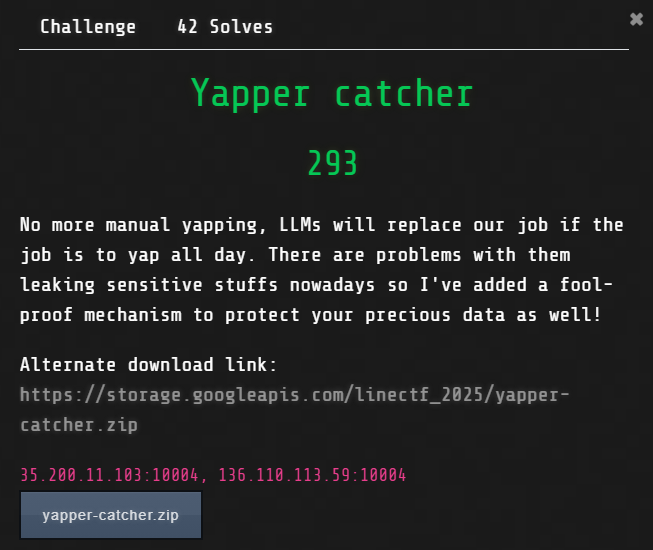 Challenge 42 Solves ✖
Yapper catcher
293
No more manual yapping, LLMs will replace our job if the
job is to yap all day. There are problems with them
leaking sensitive stuffs nowadays so I've added a fool-
proof mechanism to protect your precious data as well!
Alternate download link:
https://storage.googleapis.com/linectf_2025/yapper-
catcher.zip
35.200.11.103:10004, 136.110.113.59:10004
yapper-catcher.zip